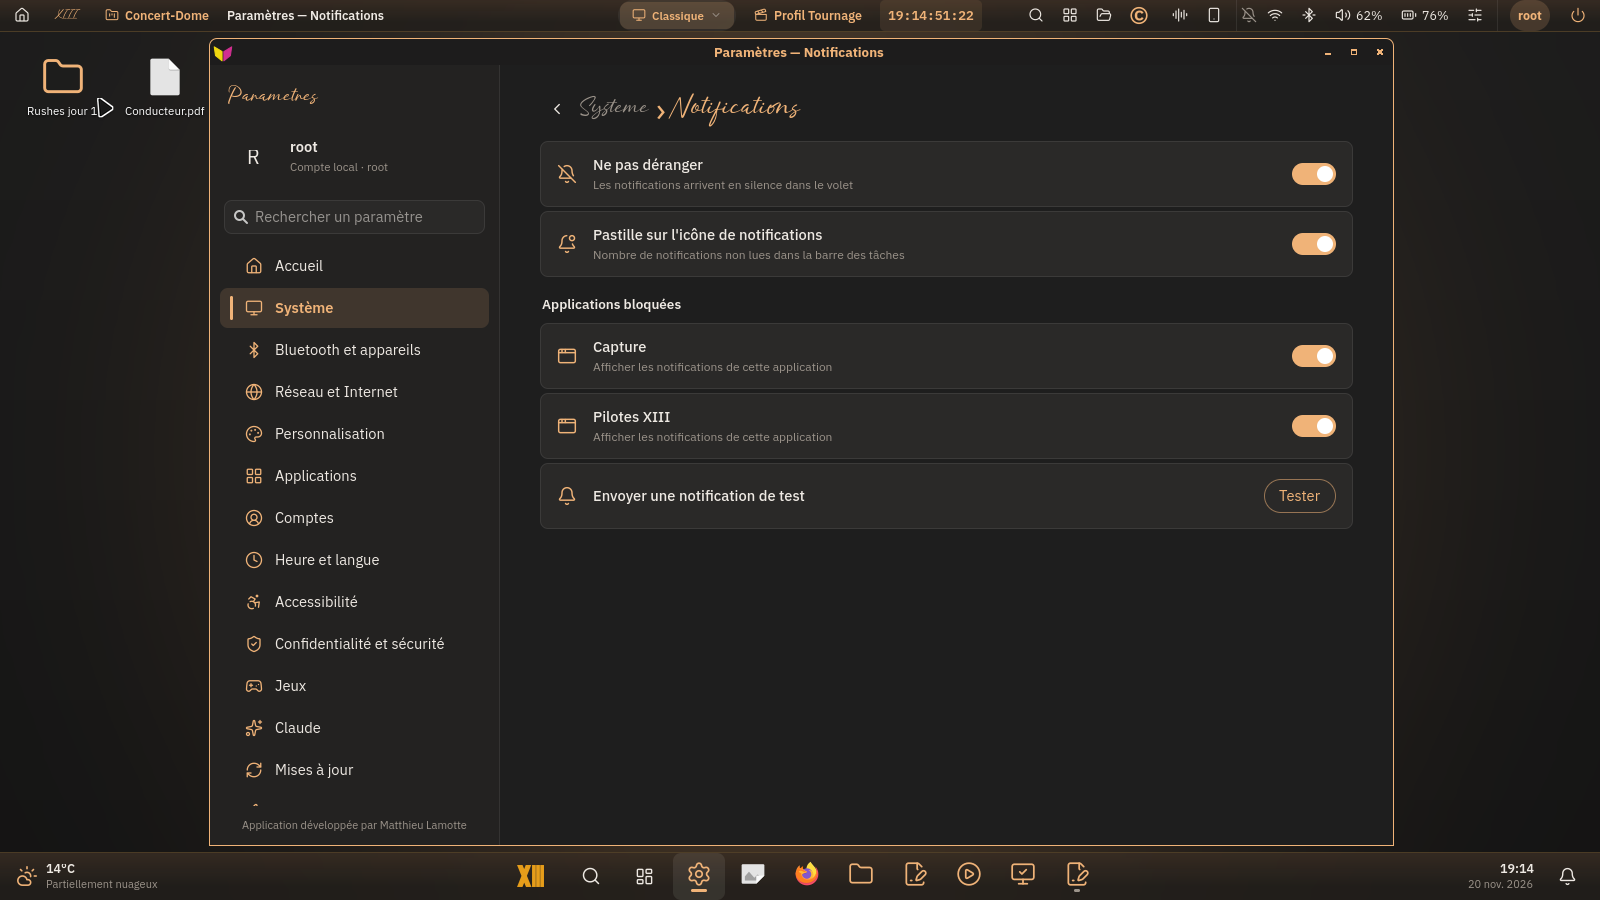 XIII
Concert-Dome
Paramètres — Notifications
Classique
Profil Tournage
19:14:51:22
62%
76%
root
Rushes jour 1
Conducteur.pdf
Paramètres — Notifications
Parametres
R
root
Compte local · root
Rechercher un paramètre
Accueil
Système
Bluetooth et appareils
Réseau et Internet
Personnalisation
Applications
Comptes
Heure et langue
Accessibilité
Confidentialité et sécurité
Jeux
Claude
Mises à jour
Application développée par Matthieu Lamotte
Systeme › Notifications
Ne pas déranger
Les notifications arrivent en silence dans le volet
Pastille sur l'icône de notifications
Nombre de notifications non lues dans la barre des tâches
Applications bloquées
Capture
Afficher les notifications de cette application
Pilotes XIII
Afficher les notifications de cette application
Envoyer une notification de test
Tester
14°C
Partiellement nuageux
XIII
19:14
20 nov. 2026